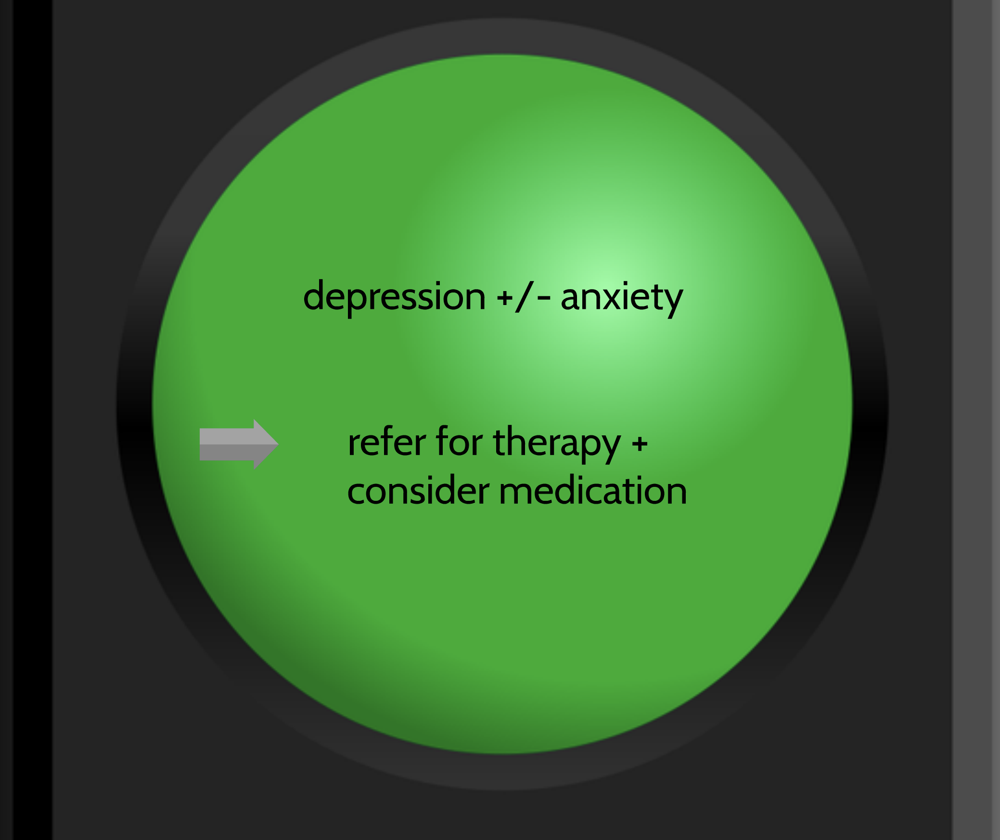 depression +/- anxiety
refer for therapy +
consider medication